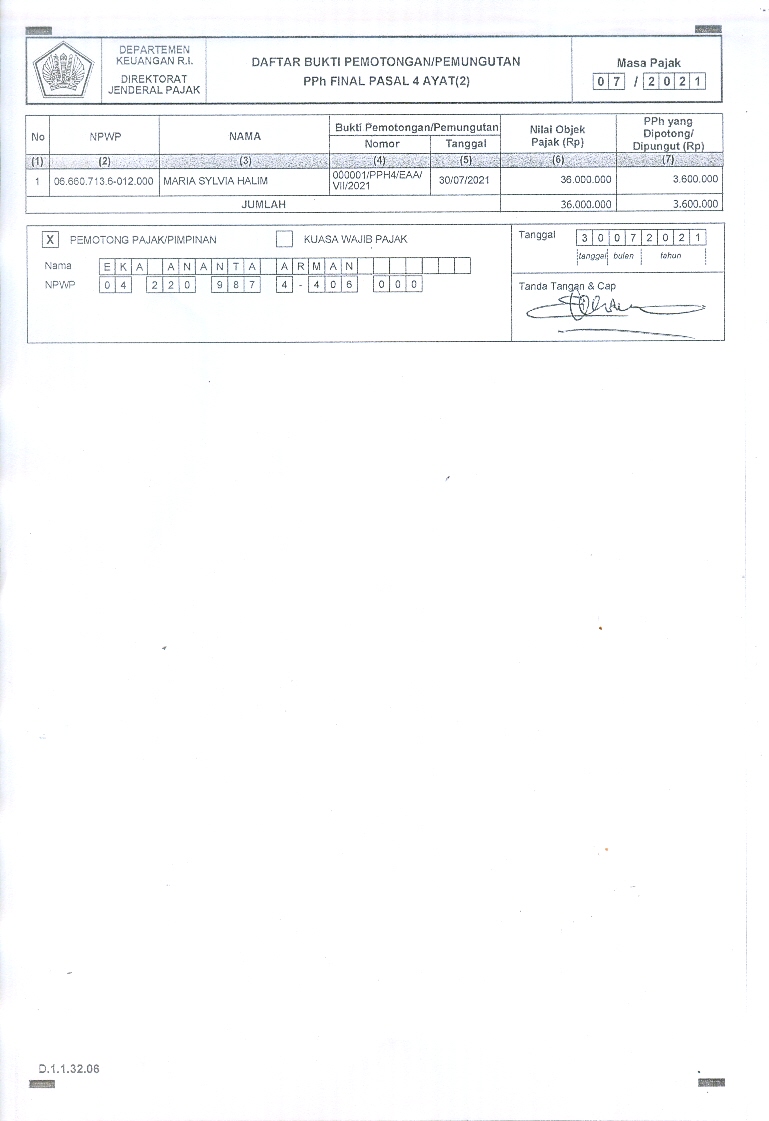 DEPARTEMEN
KEUANGAN R.I.
DIREKTORAT
JENDERAL PAJAK
DAFTAR BUKTI PEMOTONGAN/PEMUNGUTAN
PPh FINAL PASAL 4 AYAT(2)
Masa Pajak
0 7 / 2 0 2 1
No NPWP NAMA Bukti Pemotongan/Pemungutan Nilai Objek Pajak (Rp) PPh yang Dipotong/ Dipungut (Rp)
Nomor Tanggal
(1) (2) (3) (4) (5) (6) (7)
1 06.660.713.6-012.000 MARIA SYLVIA HALIM 000001/PPH4/EAA/ VII/2021 30/07/2021 36.000.000 3.600.000
JUMLAH 36.000.000 3.600.000
X PEMOTONG PAJAK/PIMPINAN KUASA WAJIB PAJAK
Nama E K A A N A N T A A R M A N
NPWP 0 4 2 2 0 9 8 7 4 - 4 0 6 0 0 0
Tanggal 3 0 0 7 2 0 2 1
tanggal bulan tahun
Tanda Tangan & Cap
D.1.1.32.06